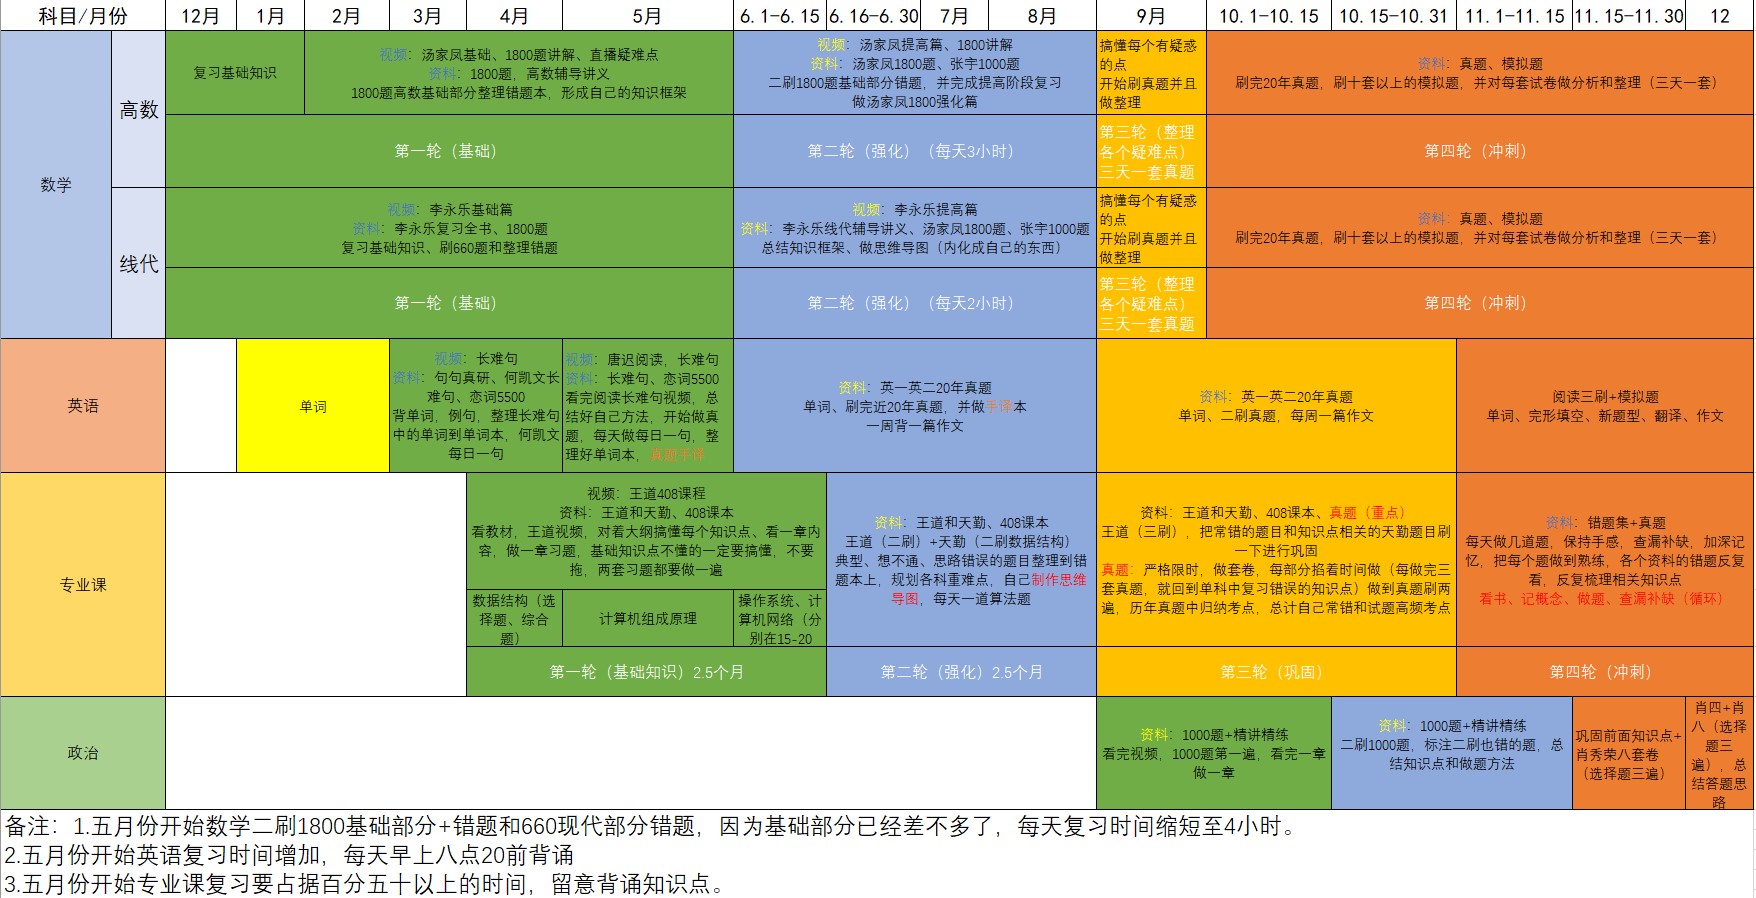 科目/月份
12月
1月
2月
3月
4月
5月
6.1-6.15
6.16-6.30
7月
8月
9月
10.1-10.15
10.15-10.31
11.1-11.15
11.15-11.30
12
数学
高数
复习基础知识
视频：汤家凤基础、1800题讲解、直播疑难点
资料：1800题，高数辅导讲义
1800题高数基础部分整理错题本，形成自己的知识框架
视频：汤家凤提高篇、1800讲解
资料：汤家凤1800题、张宇1000题
二刷1800题基础部分错题，并完成提高阶段复习
做汤家凤1800强化篇
搞懂每个有疑惑
的点
开始刷真题并且
做整理
资料：真题、模拟题
刷完20年真题，刷十套以上的模拟题，并对每套试卷做分析和整理（三天一套）
第一轮（基础）
第二轮（强化）（每天3小时）
第三轮（整理
各个疑难点）
三天一套真题
第四轮（冲刺）
线代
视频：李永乐基础篇
资料：李永乐复习全书、1800题
复习基础知识、刷660题和整理错题
视频：李永乐提高篇
资料：李永乐线代辅导讲义、汤家凤1800题、张宇1000题
总结知识框架、做思维导图（内化成自己的东西）
搞懂每个有疑惑
的点
开始刷真题并且
做整理
资料：真题、模拟题
刷完20年真题，刷十套以上的模拟题，并对每套试卷做分析和整理（三天一套）
第一轮（基础）
第二轮（强化）（每天2小时）
第三轮（整理
各个疑难点）
三天一套真题
第四轮（冲刺）
英语
单词
视频：长难句
资料：句句真研、何凯文长
难句、恋词5500
背单词，例句，整理长难句
中的单词到单词本，何凯文
每日一句
视频：唐迟阅读，长难句
资料：长难句、恋词5500
看完阅读长难句视频，总
结好自己方法，开始做真
题，每天做每日一句，整
理好单词本，真题手译
资料：英一英二20年真题
单词、刷完近20年真题，并做手译本
一周背一篇作文
资料：英一英二20年真题
单词、二刷真题，每周一篇作文
阅读三刷+模拟题
单词、完形填空、新题型、翻译、作文
专业课
视频：王道408课程
资料：王道和天勤、408课本
看教材，王道视频，对着大纲搞懂每个知识点、看一章内
容，做一章习题，基础知识点不懂的一定要搞懂，不要
拖，两套习题都要做一遍
数据结构（选
择题、综合
题）
计算机组成原理
操作系统、计
算机网络（分
别在15-20
资料：王道和天勤、408课本
王道（二刷）+天勤（二刷数据结构）
典型、想不通、思路错误的题目整理到错
题本上，规划各科重难点，自己制作思维
导图，每天一道算法题
资料：王道和天勤、408课本、真题（重点）
王道（三刷），把常错的题目和知识点相关的天勤题目刷
一下进行巩固
真题：严格限时，做套卷，每部分掐着时间做（每做完三
套真题，就回到单科中复习错误的知识点）做到真题刷两
遍，历年真题中归纳考点，总计自己常错和试题高频考点
资料：错题集+真题
每天做几道题，保持手感，查漏补缺，加深记
忆，把每个题做到熟练，各个资料的错题反复
看，反复梳理相关知识点
看书、记概念、做题、查漏补缺（循环）
第一轮（基础知识）2.5个月
第二轮（强化）2.5个月
第三轮（巩固）
第四轮（冲刺）
政治
资料：1000题+精讲精练
看完视频，1000题第一遍，看完一章
做一章
资料：1000题+精讲精练
二刷1000题，标注二刷也错的题，总
结知识点和做题方法
巩固前面知识点+
肖秀荣八套卷
（选择题三遍）
肖四+肖
八（选择
题三
遍），总
结答题思
路
备注：1.五月份开始数学二刷1800基础部分+错题和660现代部分错题，因为基础部分已经差不多了，每天复习时间缩短至4小时。
2.五月份开始英语复习时间增加，每天早上八点20前背诵
3.五月份开始专业课复习要占据百分五十以上的时间，留意背诵知识点。